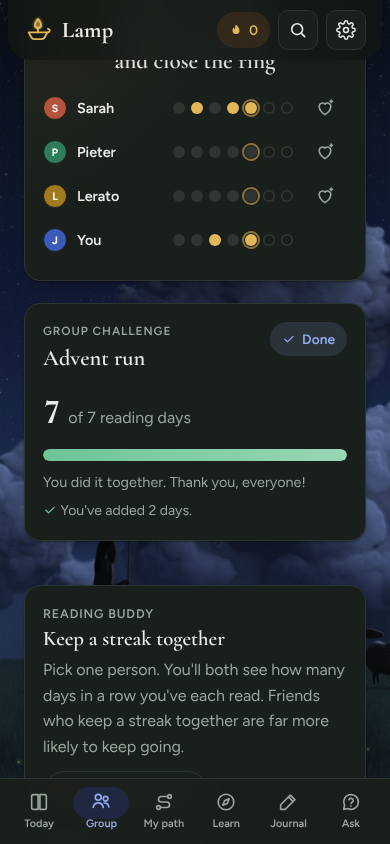 Lamp
0
and close the ring
S Sarah
P Pieter
L Lerato
J You
GROUP CHALLENGE
Done
Advent run
7 of 7 reading days
You did it together. Thank you, everyone!
You've added 2 days.
READING BUDDY
Keep a streak together
Pick one person. You'll both see how many
days in a row you've each read. Friends
who keep a streak together are far more
likely to keep going.
Today
Group
My path
Learn
Journal
Ask